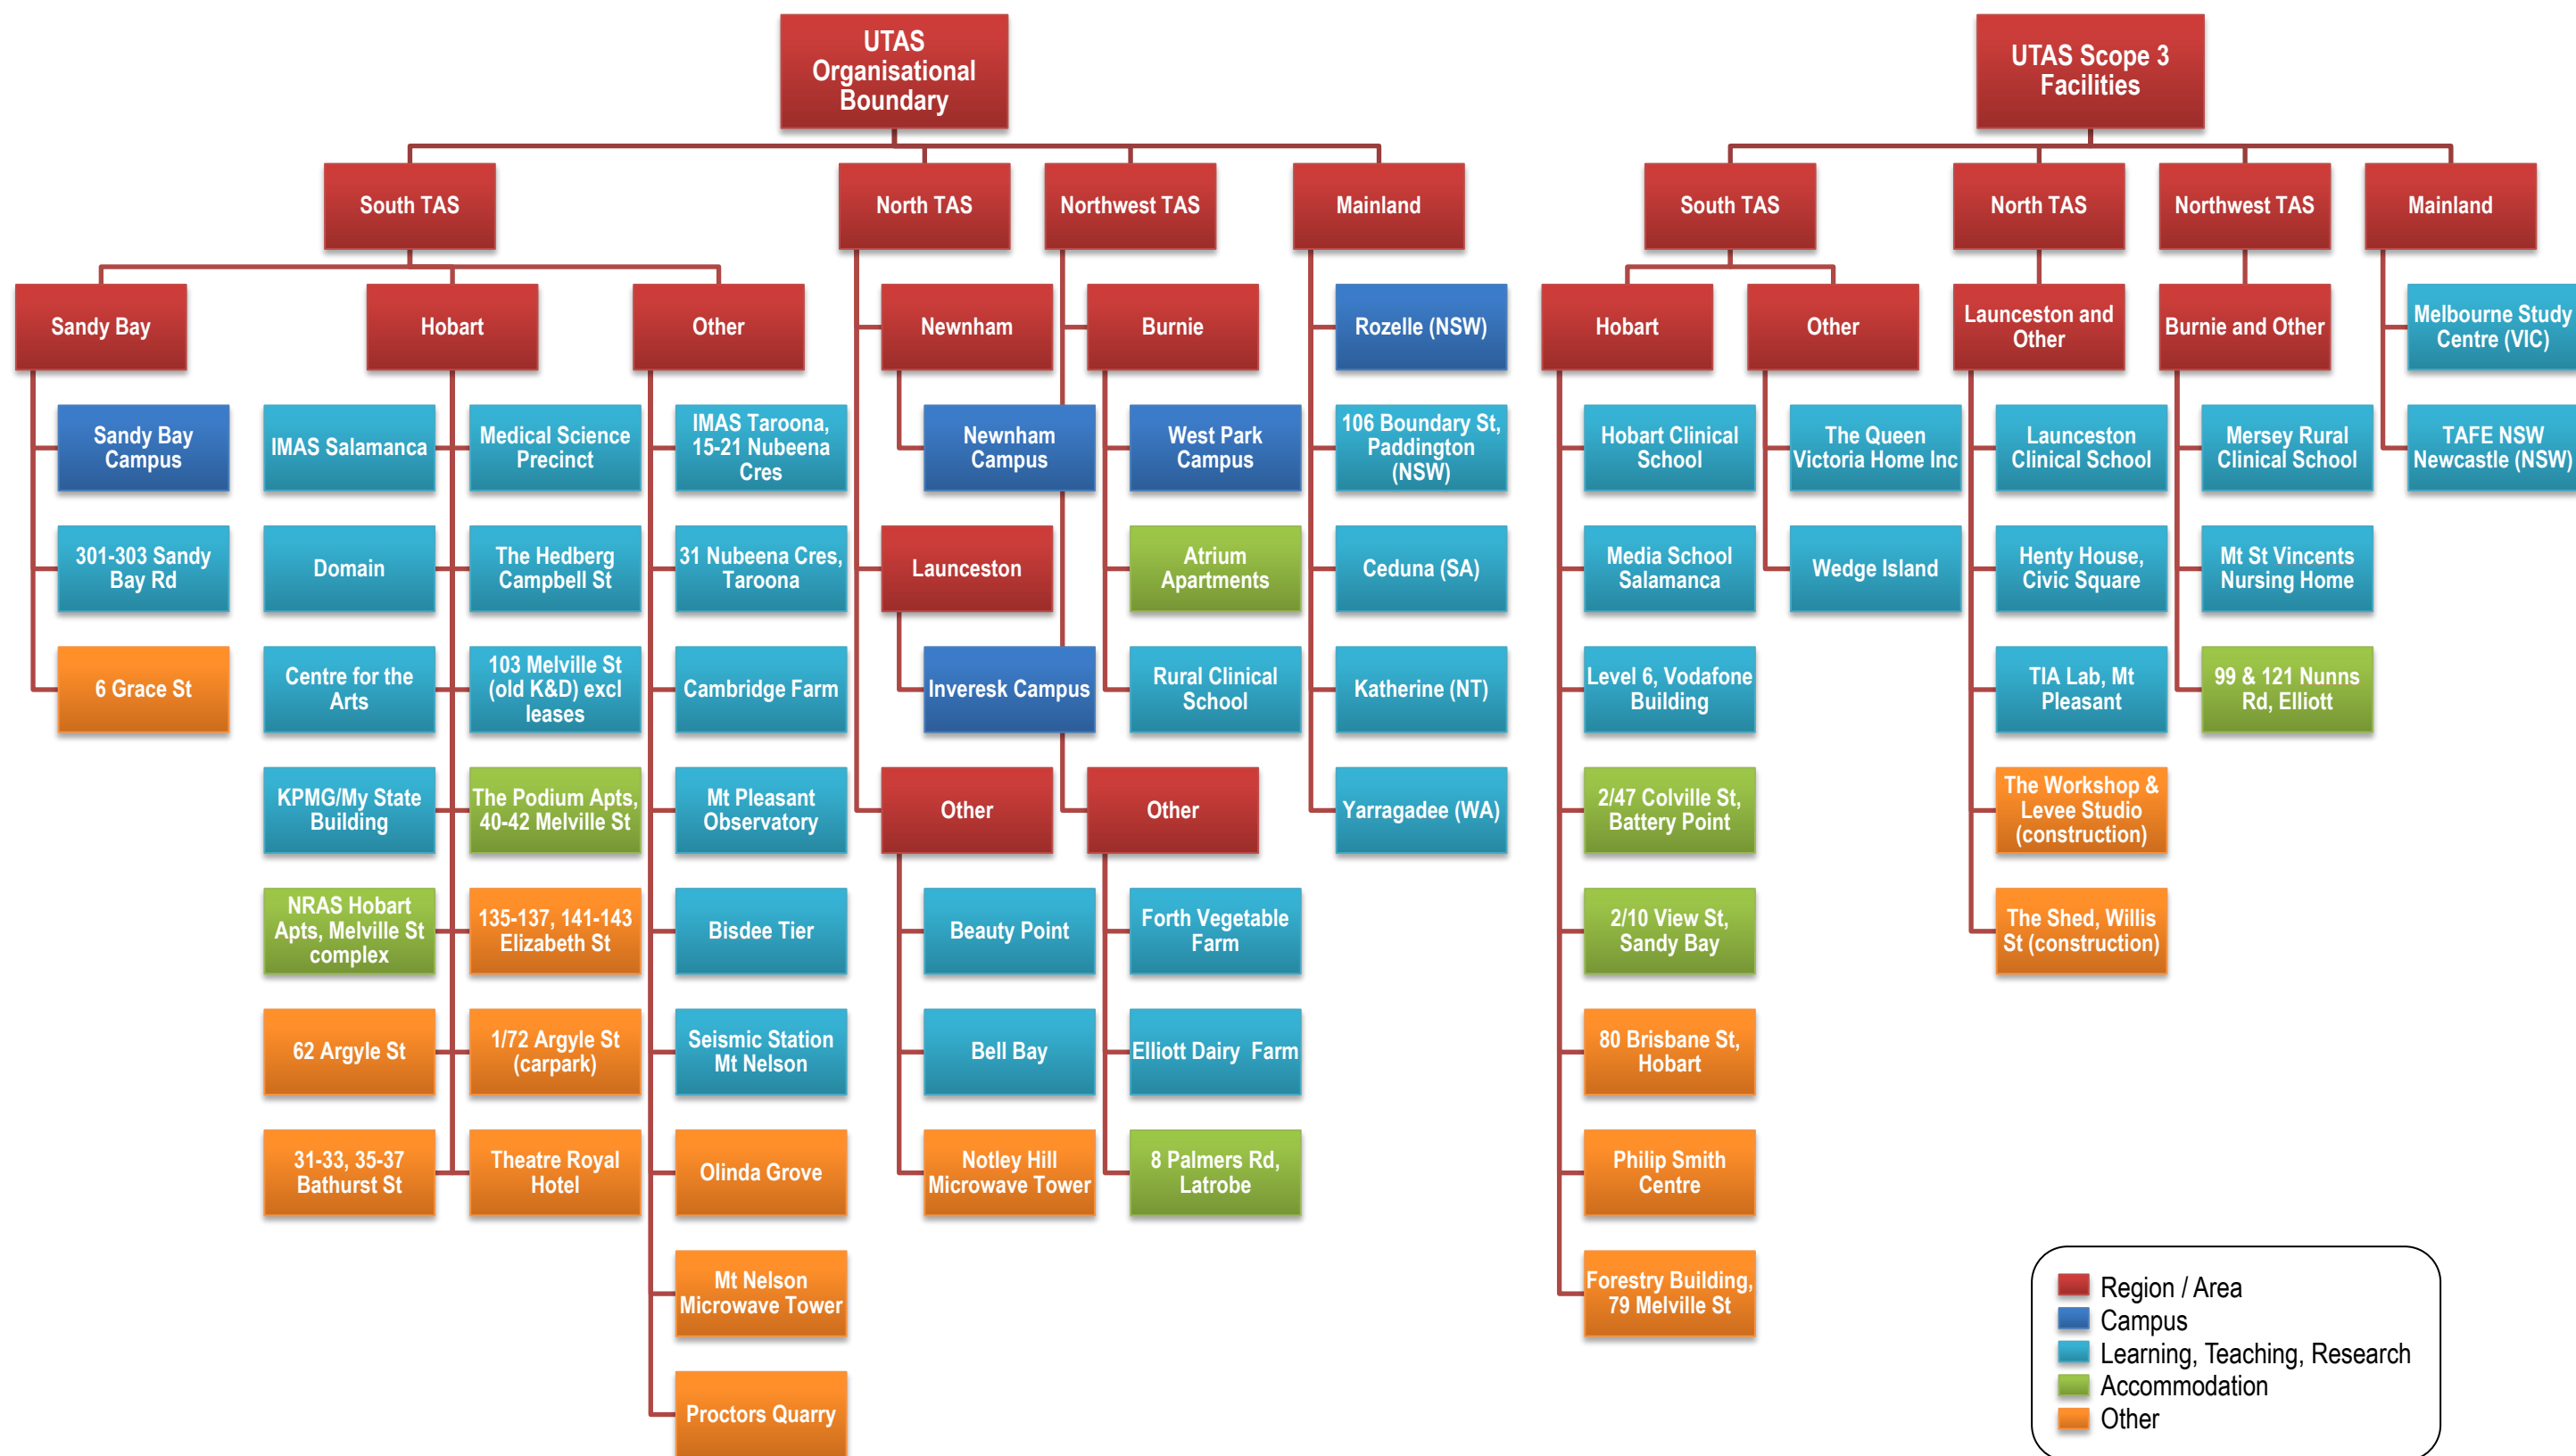 UTAS
Organisational
Boundary
UTAS Scope 3
Facilities
South TAS
North TAS
Northwest TAS
Mainland
South TAS
North TAS
Northwest TAS
Mainland
Sandy Bay
Hobart
Other
Newnham
Burnie
Rozelle (NSW)
Hobart
Other
Launceston and
Other
Burnie and Other
Melbourne Study
Centre (VIC)
Sandy Bay
Campus
IMAS Salamanca
Medical Science
Precinct
IMAS Taroona,
15-21 Nubeena
Cres
Newnham
Campus
West Park
Campus
106 Boundary St,
Paddington
(NSW)
Hobart Clinical
School
The Queen
Victoria Home Inc
Launceston
Clinical School
Mersey Rural
Clinical School
TAFE NSW
Newcastle (NSW)
301-303 Sandy
Bay Rd
Domain
The Hedberg
Campbell St
31 Nubeena Cres,
Taroona
Launceston
Atrium
Apartments
Ceduna (SA)
Media School
Salamanca
Wedge Island
Henty House,
Civic Square
Mt St Vincents
Nursing Home
6 Grace St
Centre for the
Arts
103 Melville St
(old K&D) excl
leases
Cambridge Farm
Inveresk Campus
Rural Clinical
School
Katherine (NT)
Level 6, Vodafone
Building
TIA Lab, Mt
Pleasant
99 & 121 Nunns
Rd, Elliott
KPMG/My State
Building
The Podium Apts,
40-42 Melville St
Mt Pleasant
Observatory
Other
Other
Yarragadee (WA)
2/47 Colville St,
Battery Point
The Workshop &
Levee Studio
(construction)
NRAS Hobart
Apts, Melville St
complex
135-137, 141-143
Elizabeth St
Bisdee Tier
Beauty Point
Forth Vegetable
Farm
2/10 View St,
Sandy Bay
The Shed, Willis
St (construction)
62 Argyle St
1/72 Argyle St
(carpark)
Seismic Station
Mt Nelson
Bell Bay
Elliott Dairy Farm
80 Brisbane St,
Hobart
31-33, 35-37
Bathurst St
Theatre Royal
Hotel
Olinda Grove
Notley Hill
Microwave Tower
8 Palmers Rd,
Latrobe
Philip Smith
Centre
Mt Nelson
Microwave Tower
Forestry Building,
79 Melville St
Proctors Quarry
Region / Area
Campus
Learning, Teaching, Research
Accommodation
Other